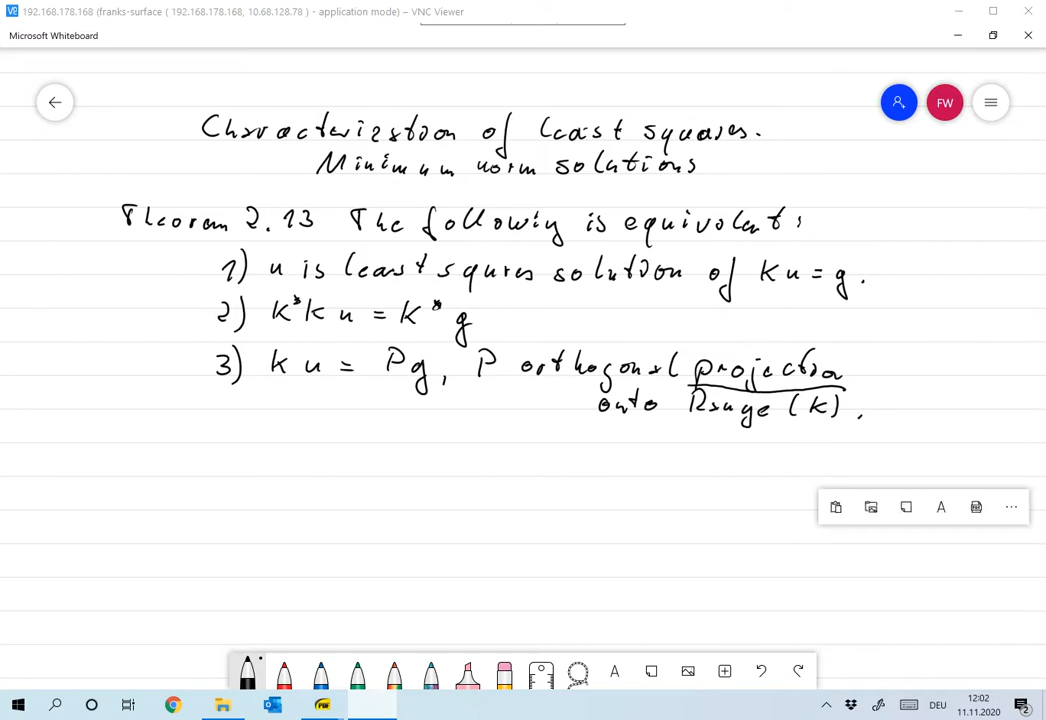 192.168.178.168 (franks-surface ( 192.168.178.168, 10.68.128.78 ) - application mode) – VNC Viewer
Microsoft Whiteboard
FW
Characterization of least squares.
Minimum norm solutions
Theorem 2.13 The following is equivalent:
1) u is least squres solution of Ku = g.
2) K*K u = K* g
3) K u = Pg, P orthogonal projection
onto Range (K).
A
A
DEU
12:02
11.11.2020
2